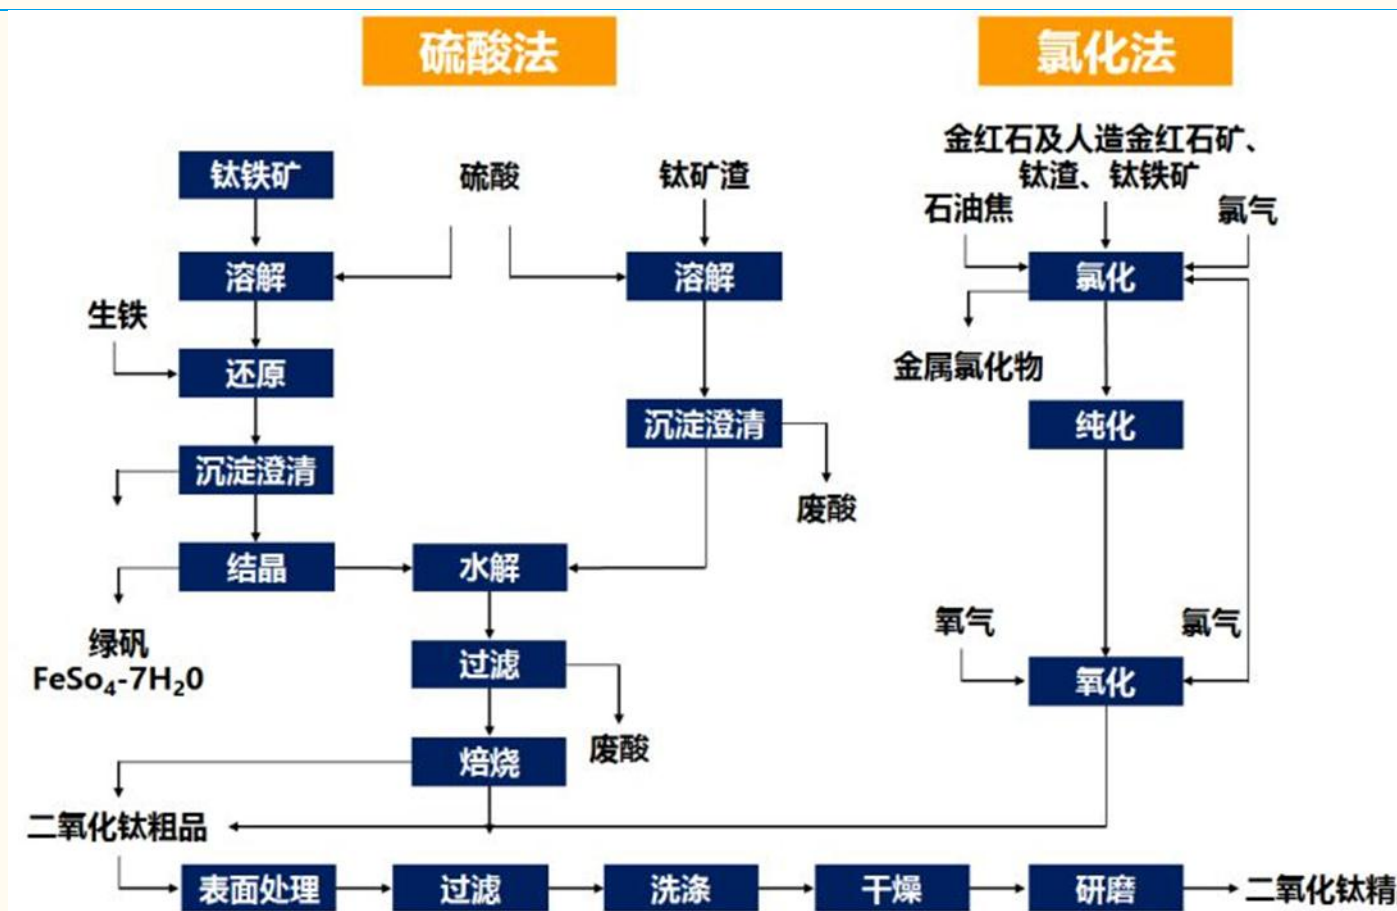 硫酸法
氯化法
金红石及人造金红石矿、
钛渣、钛铁矿
钛铁矿
硫酸
钛矿渣
石油焦
氯气
溶解
溶解
氯化
生铁
还原
金属氯化物
沉淀澄清
纯化
沉淀澄清
废酸
结晶
水解
绿矾
FeSo₄-7H₂0
过滤
氧气
氯气
氧化
废酸
焙烧
二氧化钛粗品
表面处理
过滤
洗涤
干燥
研磨
二氧化钛精